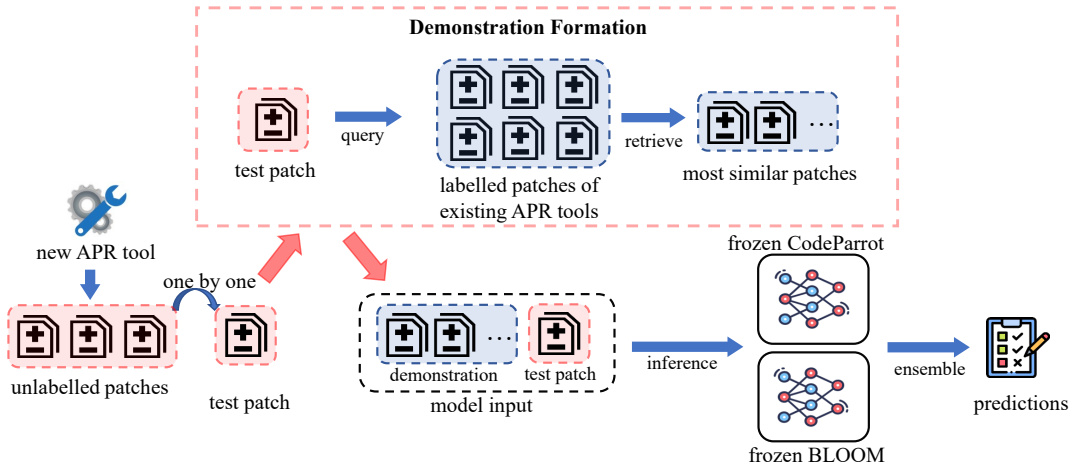 Demonstration Formation
test patch
query
labelled patches of
existing APR tools
retrieve
...
most similar patches
new APR tool
one by one
unlabelled patches
test patch
...
demonstration
test patch
model input
inference
frozen CodeParrot
frozen BLOOM
ensemble
predictions